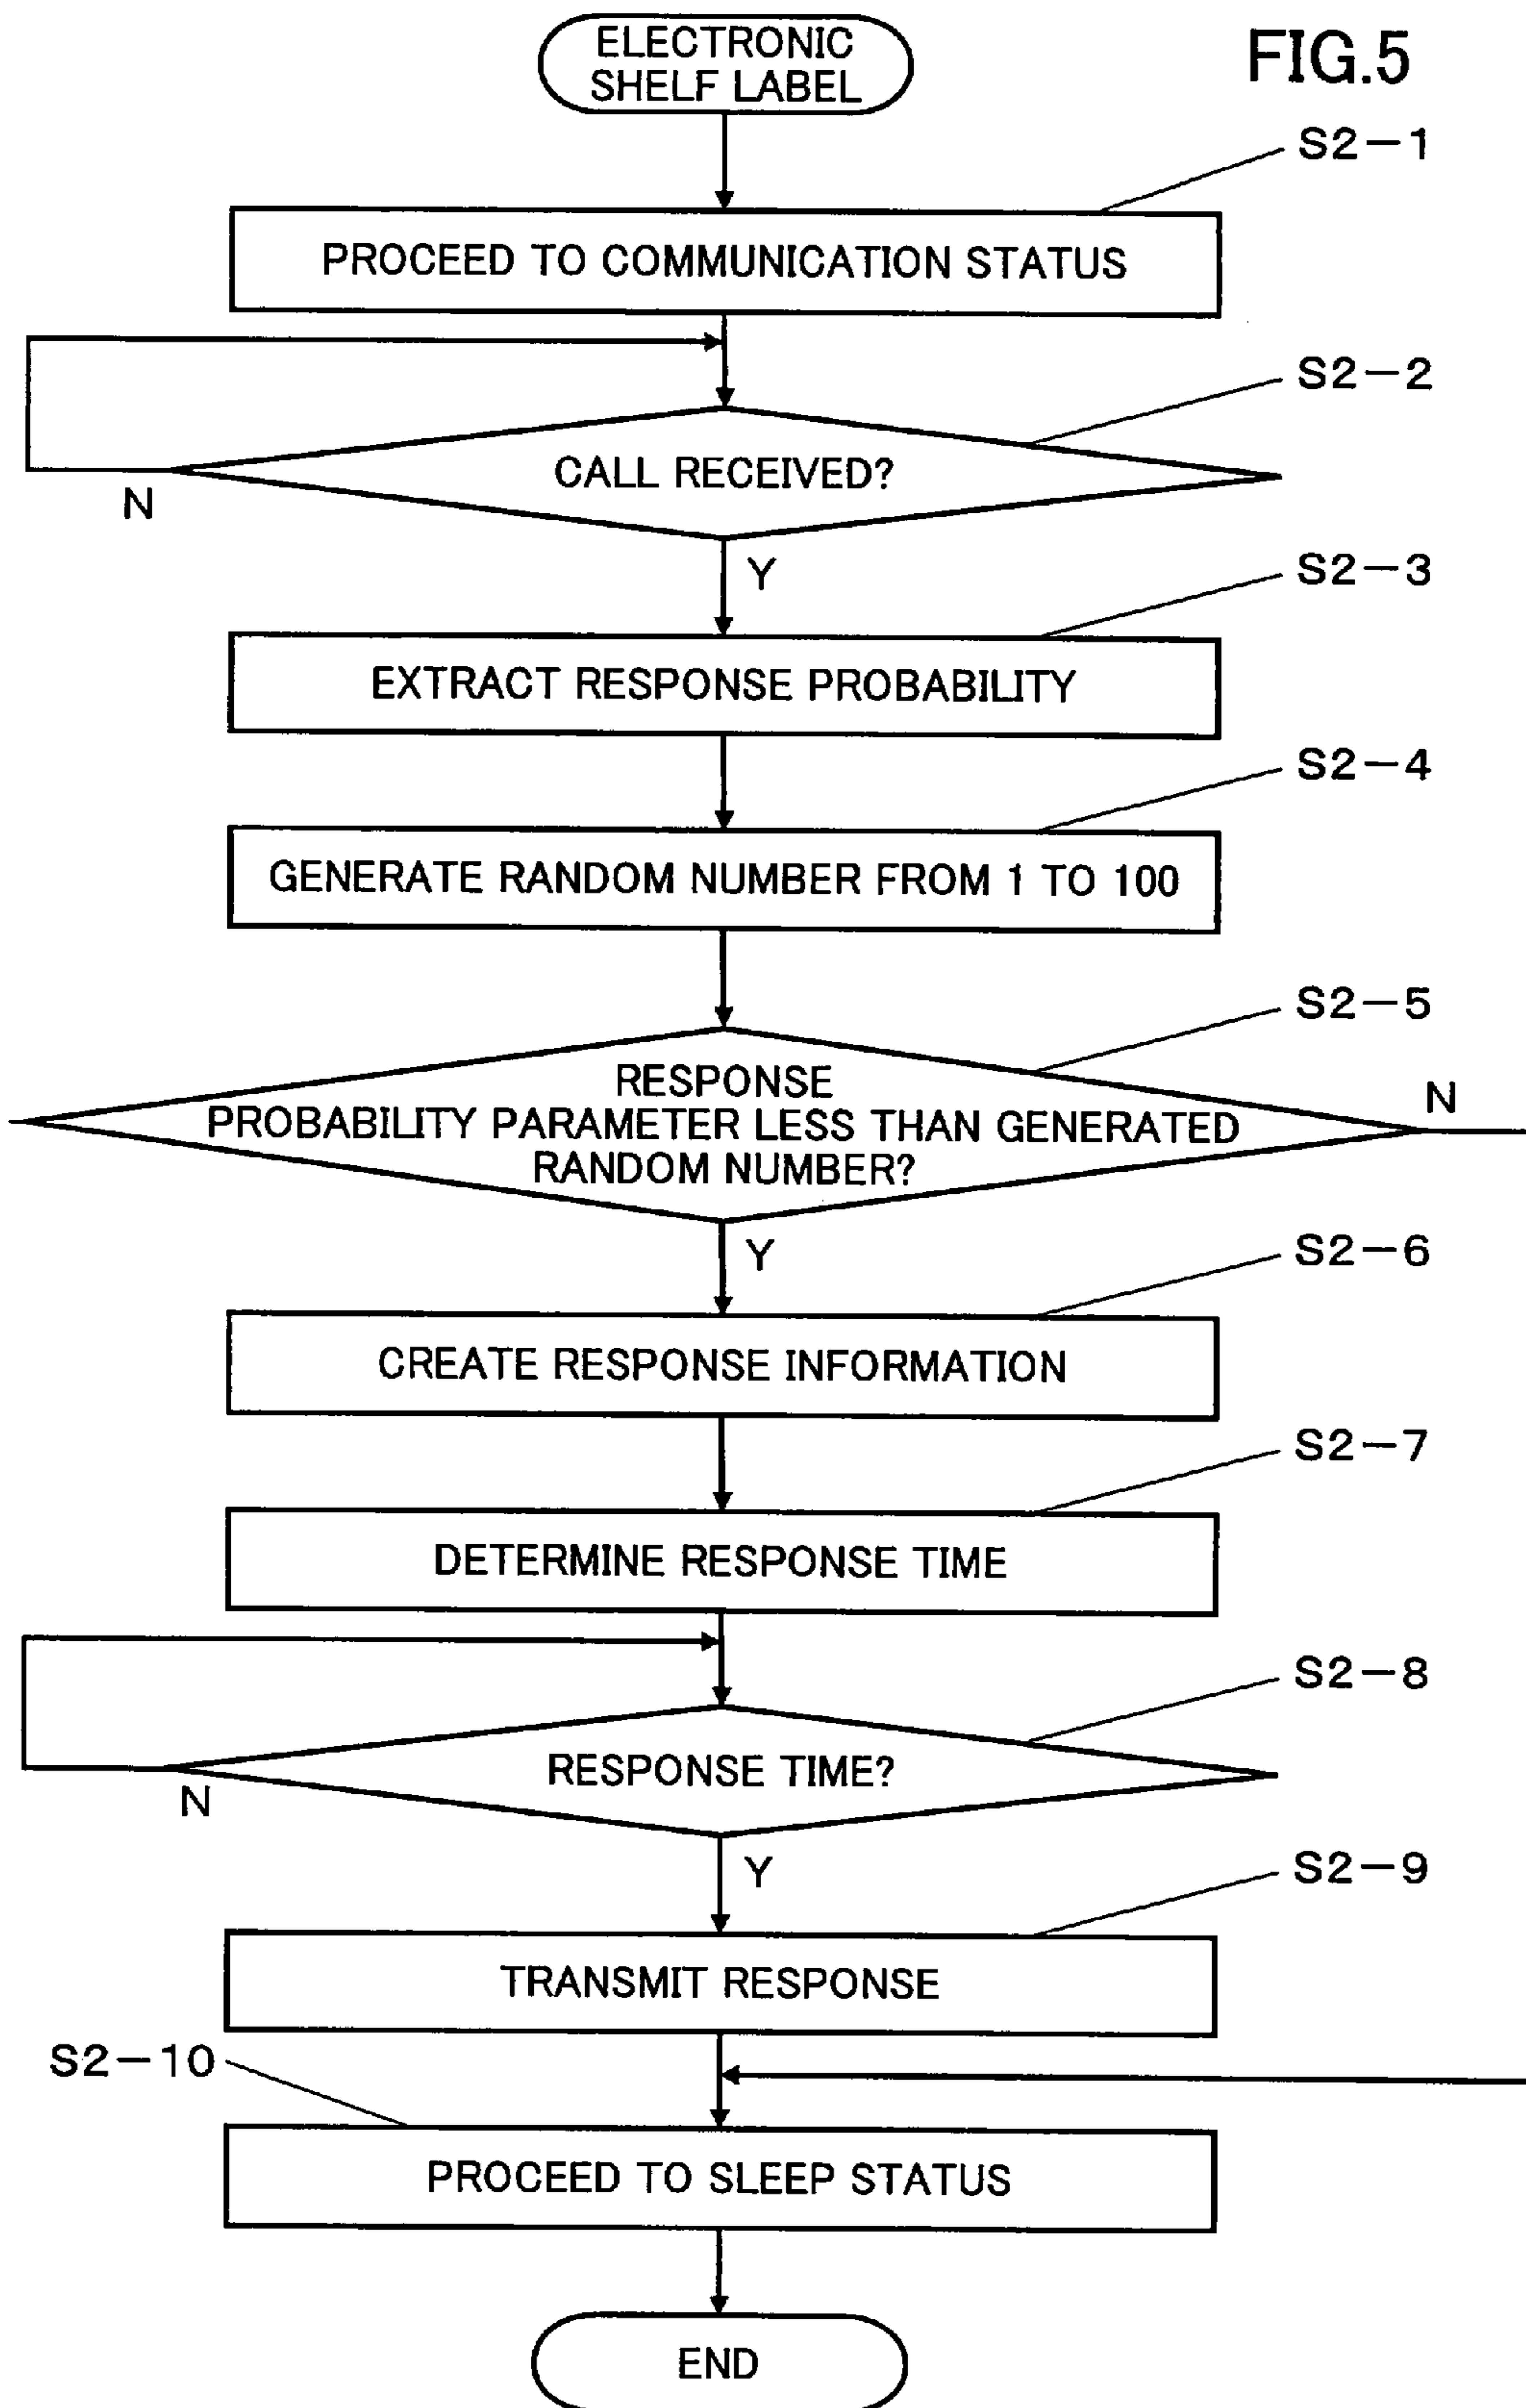 FIG.5
ELECTRONIC
SHELF LABEL
S2-1
PROCEED TO COMMUNICATION STATUS
S2-2
CALL RECEIVED?
N
Y
S2-3
EXTRACT RESPONSE PROBABILITY
S2-4
GENERATE RANDOM NUMBER FROM 1 TO 100
S2-5
RESPONSE
PROBABILITY PARAMETER LESS THAN GENERATED
RANDOM NUMBER?
N
Y
S2-6
CREATE RESPONSE INFORMATION
S2-7
DETERMINE RESPONSE TIME
S2-8
RESPONSE TIME?
N
Y
S2-9
TRANSMIT RESPONSE
S2-10
PROCEED TO SLEEP STATUS
END